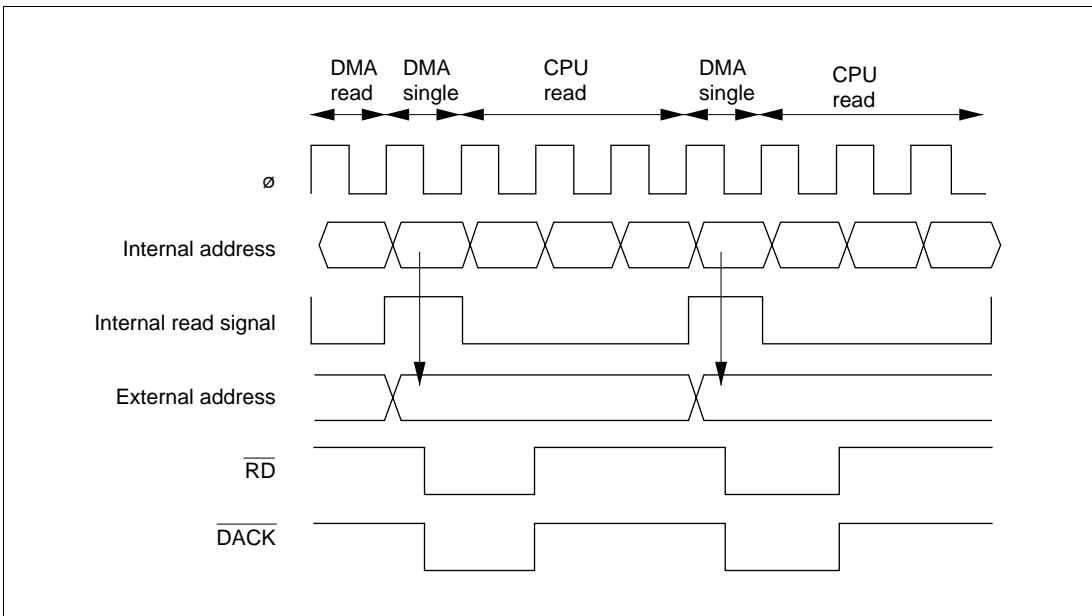 DMA read
DMA single
CPU read
DMA single
CPU read
ø
Internal address
Internal read signal
External address
RD
DACK